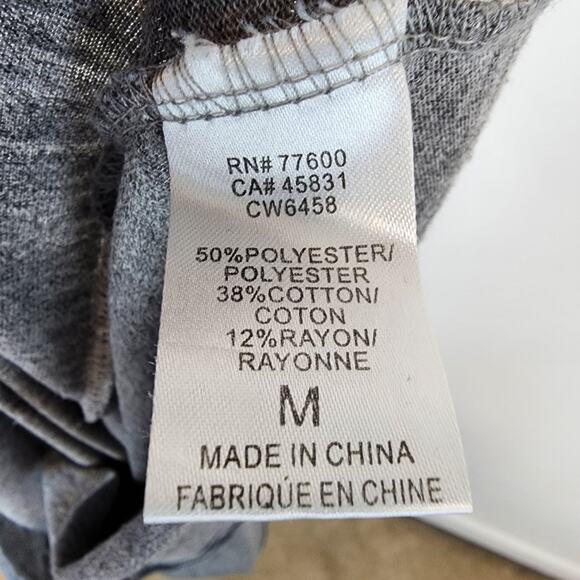 RN# 77600
CA# 45831
CW6458
50%POLYESTER/
POLYESTER
38%COTTON/
COTON
12%RAYON/
RAYONNE
M
MADE IN CHINA
FABRIQÚE EN CHINE